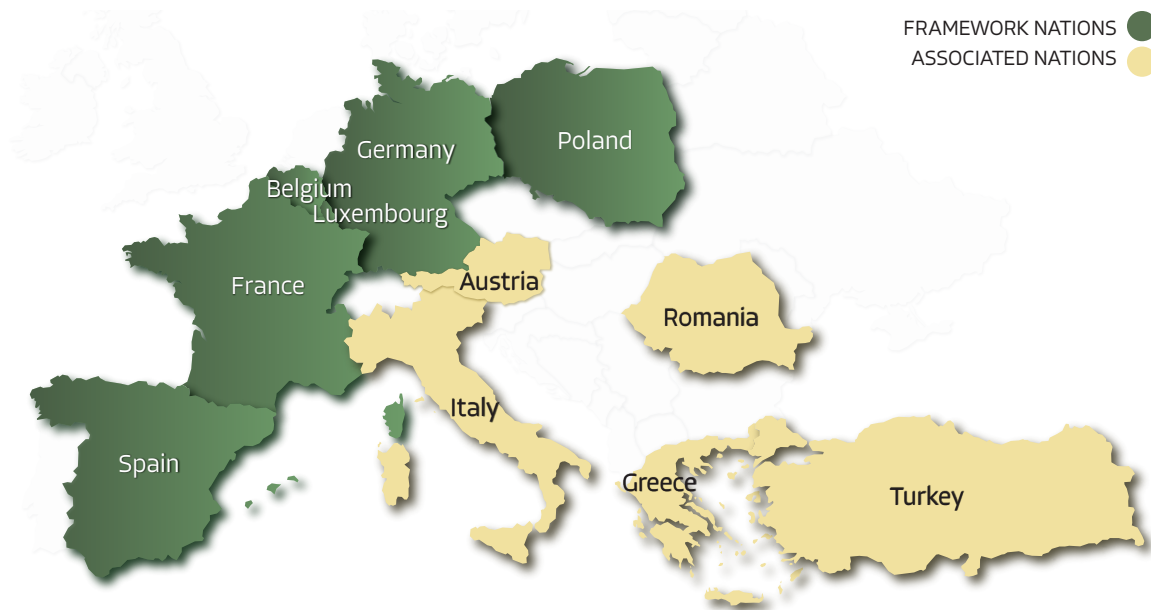 FRAMEWORK NATIONS
ASSOCIATED NATIONS
Germany
Poland
Belgium
Luxembourg
France
Austria
Romania
Italy
Spain
Greece
Turkey